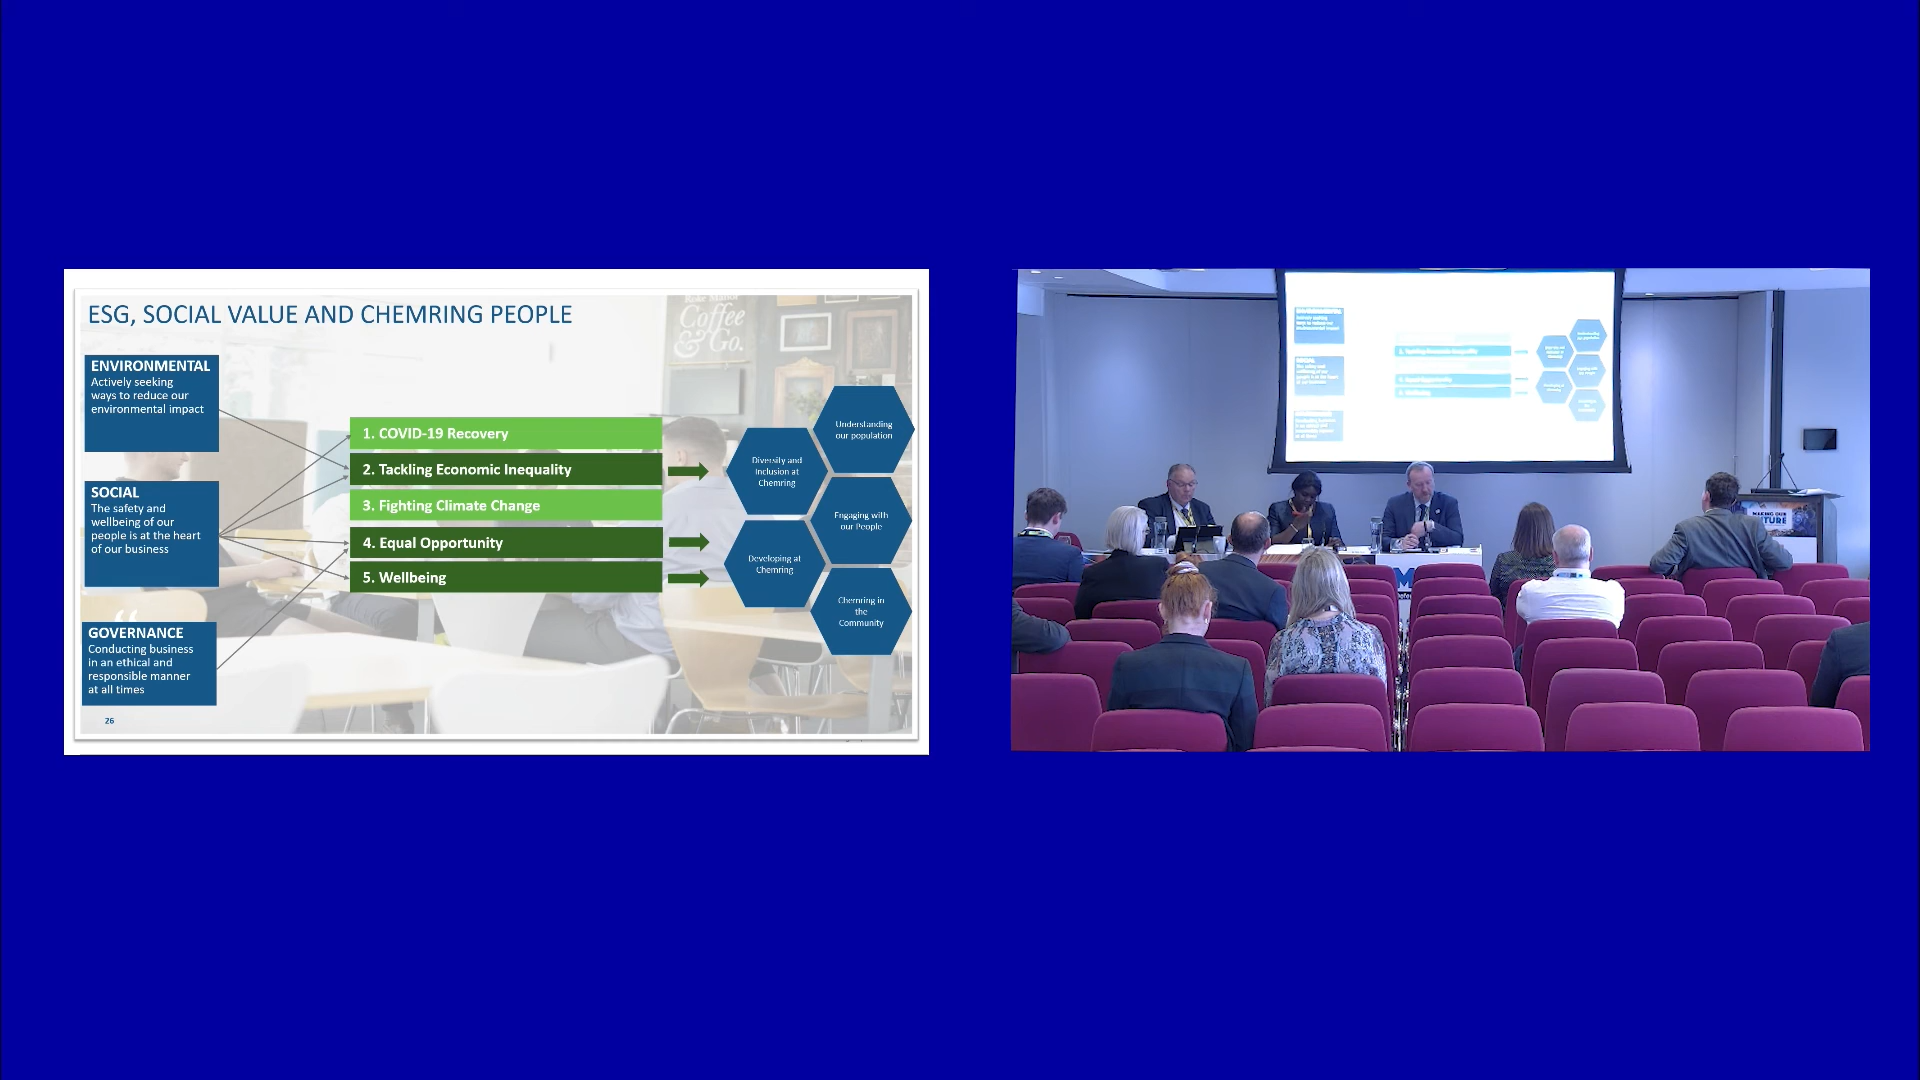 ESG, SOCIAL VALUE AND CHEMRING PEOPLE
Coffee
& Go.
ENVIRONMENTAL
Actively seeking
ways to reduce our
environmental impact
SOCIAL
The safety and
wellbeing of our
people is at the heart
of our business
GOVERNANCE
Conducting business
in an ethical and
responsible manner
at all times
26
1. COVID-19 Recovery
2. Tackling Economic Inequality
3. Fighting Climate Change
4. Equal Opportunity
5. Wellbeing
Diversity and
Inclusion at
Chemring
Developing at
Chemring
Understanding
our population
Engaging with
our People
Chemring in
the
Community
MAKING OUR